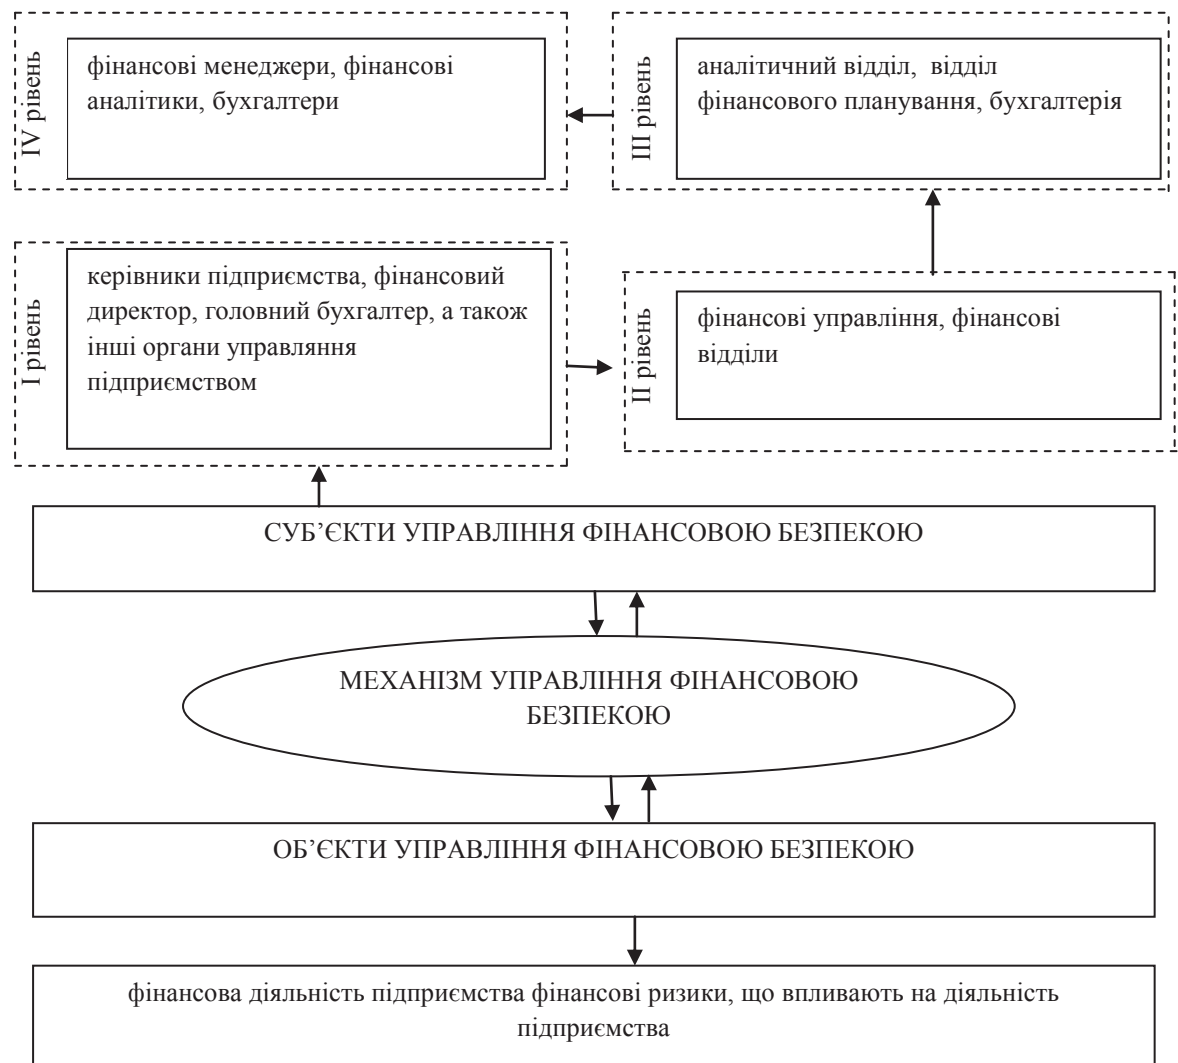 IV рівень
фінансові менеджери, фінансові
аналітики, бухгалтери
III рівень
аналітичний відділ, відділ
фінансового планування, бухгалтерія
I рівень
керівники підприємства, фінансовий
директор, головний бухгалтер, а також
інші органи управляння
підприємством
II рівень
фінансові управління, фінансові
відділи
СУБ’ЄКТИ УПРАВЛІННЯ ФІНАНСОВОЮ БЕЗПЕКОЮ
МЕХАНІЗМ УПРАВЛІННЯ ФІНАНСОВОЮ
БЕЗПЕКОЮ
ОБ’ЄКТИ УПРАВЛІННЯ ФІНАНСОВОЮ БЕЗПЕКОЮ
фінансова діяльність підприємства фінансові ризики, що впливають на діяльність
підприємства